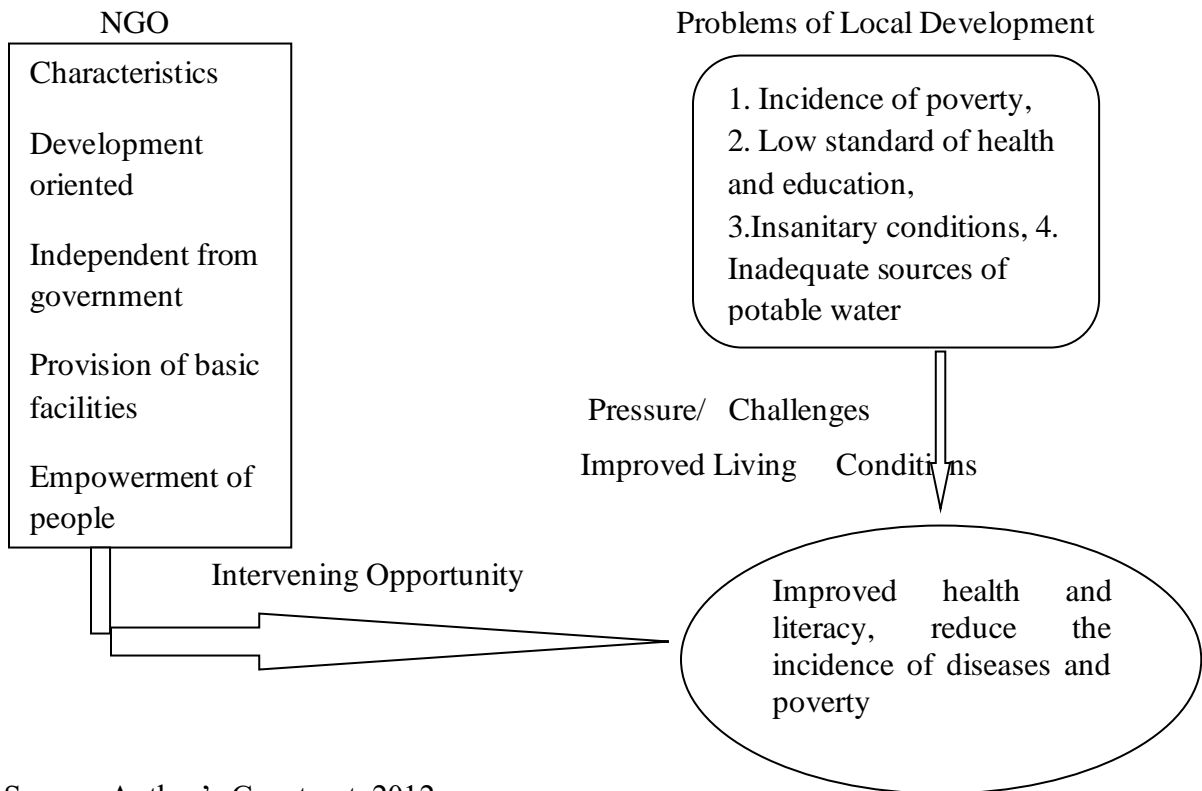 NGO
Characteristics
Development
oriented
Independent from
government
Provision of basic
facilities
Empowerment of
people
Problems of Local Development
1. Incidence of poverty,
2. Low standard of health
and education,
3.Insanitary conditions, 4.
Inadequate sources of
potable water
Pressure/ Challenges
Improved Living Conditions
Intervening Opportunity
Improved health and
literacy, reduce the
incidence of diseases and
poverty
2012